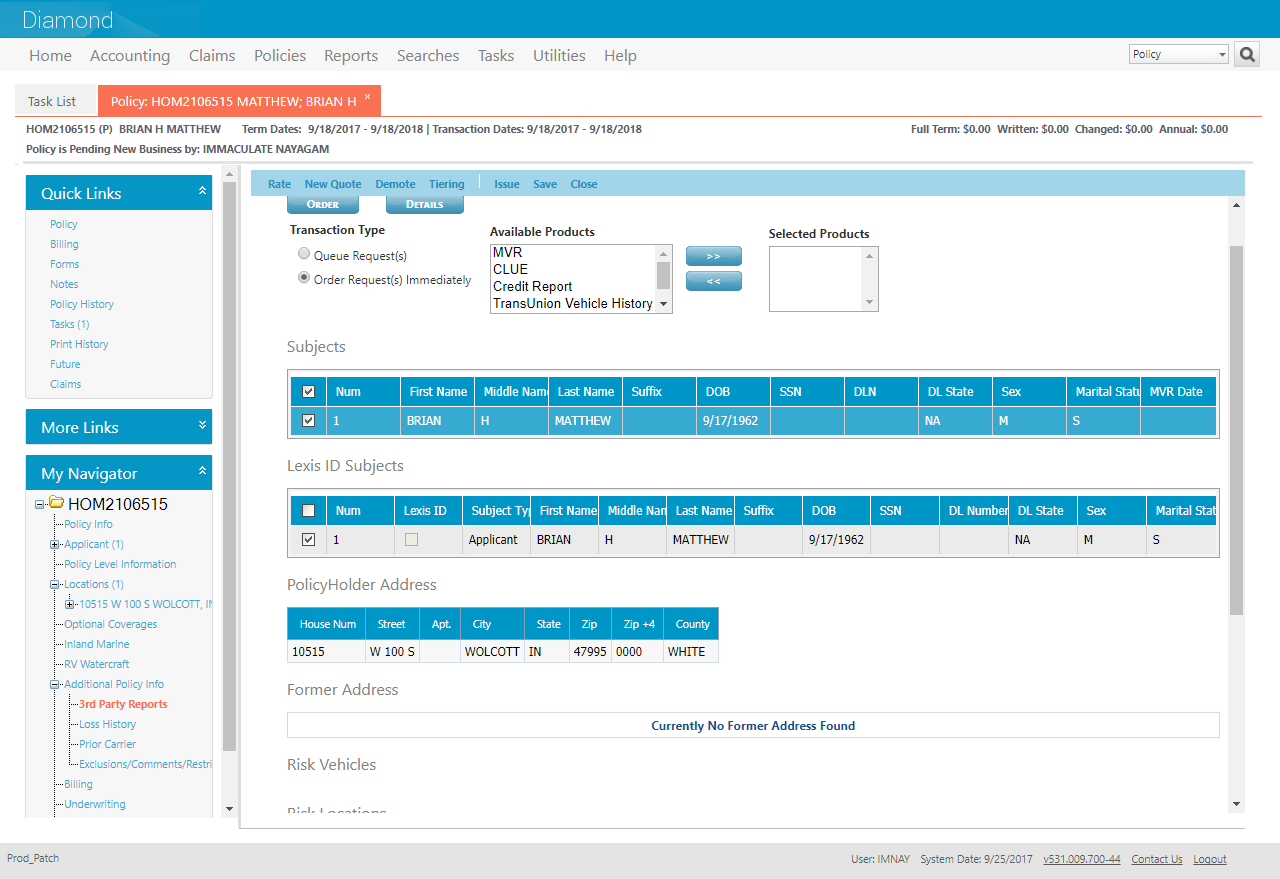 Diamond
Home Accounting Claims Policies Reports Searches Tasks Utilities Help Policy
Task List Policy: HOM2106515 MATTHEW; BRIAN H ×
HOM2106515 (P) BRIAN H MATTHEW Term Dates: 9/18/2017 - 9/18/2018 | Transaction Dates: 9/18/2017 - 9/18/2018 Full Term: $0.00 Written: $0.00 Changed: $0.00 Annual: $0.00
Policy is Pending New Business by: IMMACULATE NAYAGAM
Quick Links
Policy
Billing
Forms
Notes
Policy History
Tasks (1)
Print History
Future
Claims
More Links
My Navigator
HOM2106515
Policy Info
Applicant (1)
Policy Level Information
Locations (1)
10515 W 100 S WOLCOTT, IN
Optional Coverages
Inland Marine
RV Watercraft
Additional Policy Info
3rd Party Reports
Loss History
Prior Carrier
Exclusions/Comments/Restri
Billing
Underwriting
Rate New Quote Demote Tiering Issue Save Close
ORDER DETAILS
Transaction Type Available Products Selected Products
Queue Request(s)
Order Request(s) Immediately
MVR
CLUE
Credit Report
TransUnion Vehicle History
>>
<<
Subjects
Num First Name Middle Name Last Name Suffix DOB SSN DLN DL State Sex Marital Statu MVR Date
1 BRIAN H MATTHEW 9/17/1962 NA M S
Lexis ID Subjects
Num Lexis ID Subject Typ First Name Middle Nam Last Name Suffix DOB SSN DL Number DL State Sex Marital Stat
1 Applicant BRIAN H MATTHEW 9/17/1962 NA M S
PolicyHolder Address
House Num Street Apt. City State Zip Zip +4 County
10515 W 100 S WOLCOTT IN 47995 0000 WHITE
Former Address
Currently No Former Address Found
Risk Vehicles
Risk Locations
Prod_Patch User: IMNAY System Date: 9/25/2017 v531.009.700-44 Contact Us Logout